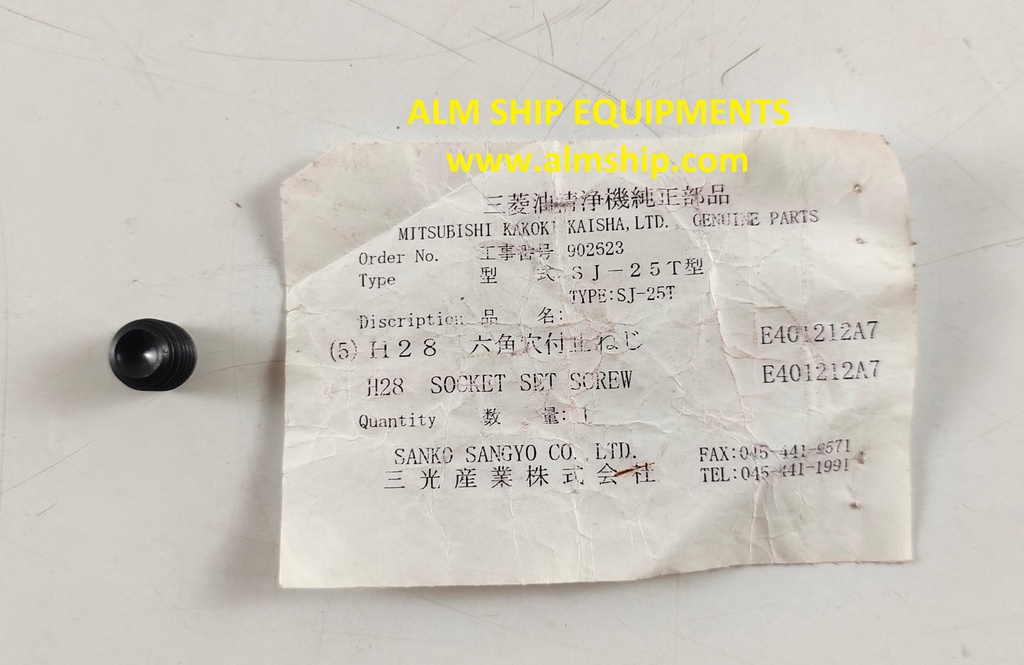 ALM SHIP EQUIPMENTS
www.almship.com
三菱油清浄機純正部品
MITSUBISHI KAKOKI KAISHA,LTD. GENUINE PARTS
Order No. 工事番号 902523
Type 型 式 SJ-25T型
TYPE:SJ-25T
Discription 品 名:
(5) H28 六角穴付止ねじ E401212A7
H28 SOCKET SET SCREW E401212A7
Quantity 数 量: 1
SANKO SANGYO CO.,LTD. FAX:045-441-8571
三光産業株式会社 TEL:045-441-1991